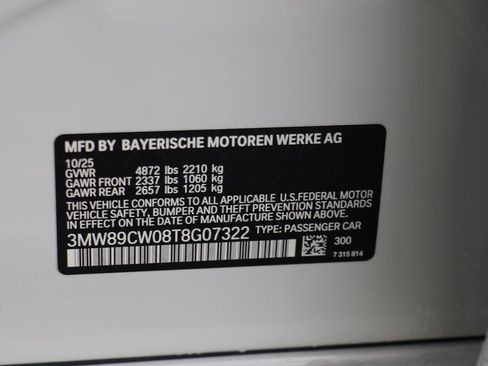 MFD BY BAYERISCHE MOTOREN WERKE AG
10/25
GVWR 4872 lbs 2210 kg
GAWR FRONT 2337 lbs 1060 kg
GAWR REAR 2657 lbs 1205 kg
THIS VEHICLE CONFORMS TO ALL APPLICABLE U.S.FEDERAL MOTOR
VEHICLE SAFETY, BUMPER AND THEFT PREVENTION STANDARDS
IN EFFECT ON THE DATE OF MANUFACTURE SHOWN ABOVE.
3MW89CW08T8G07322 TYPE: PASSENGER CAR
300
7 315 914